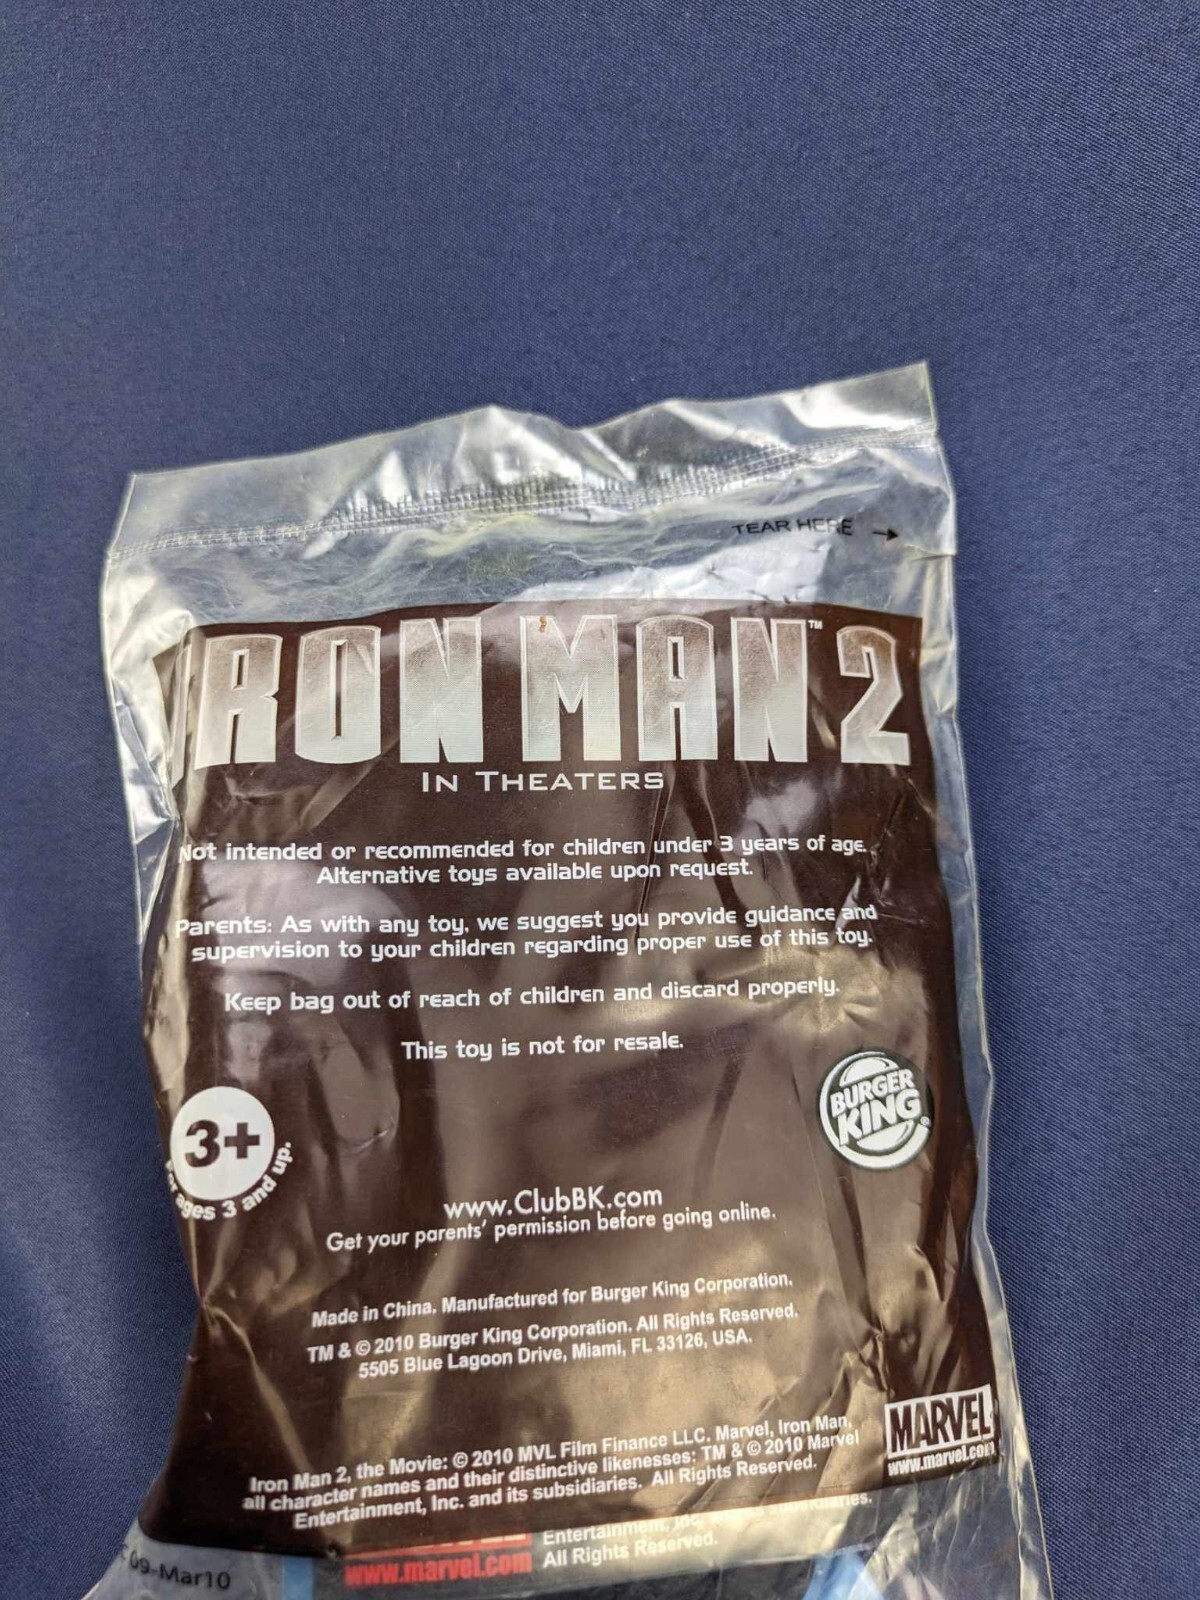 TEAR HERE →
IRON MAN™ 2
IN THEATERS
Not intended or recommended for children under 3 years of age.
Alternative toys available upon request.
Parents: As with any toy, we suggest you provide guidance and
supervision to your children regarding proper use of this toy.
Keep bag out of reach of children and discard properly.
This toy is not for resale.
BURGER
KING®
3+
For ages 3 and up.
www.ClubBK.com
Get your parents' permission before going online.
Made in China. Manufactured for Burger King Corporation.
TM & © 2010 Burger King Corporation. All Rights Reserved.
5505 Blue Lagoon Drive, Miami, FL 33126, USA.
MARVEL
www.marvel.com
Iron Man 2, the Movie: © 2010 MVL Film Finance LLC. Marvel, Iron Man,
all character names and their distinctive likenesses: TM & © 2010 Marvel
Entertainment, Inc. and its subsidiaries. All Rights Reserved.
Entertainment, Inc. subsidiaries.
www.marvel.com All Rights Reserved.
09-Mar10